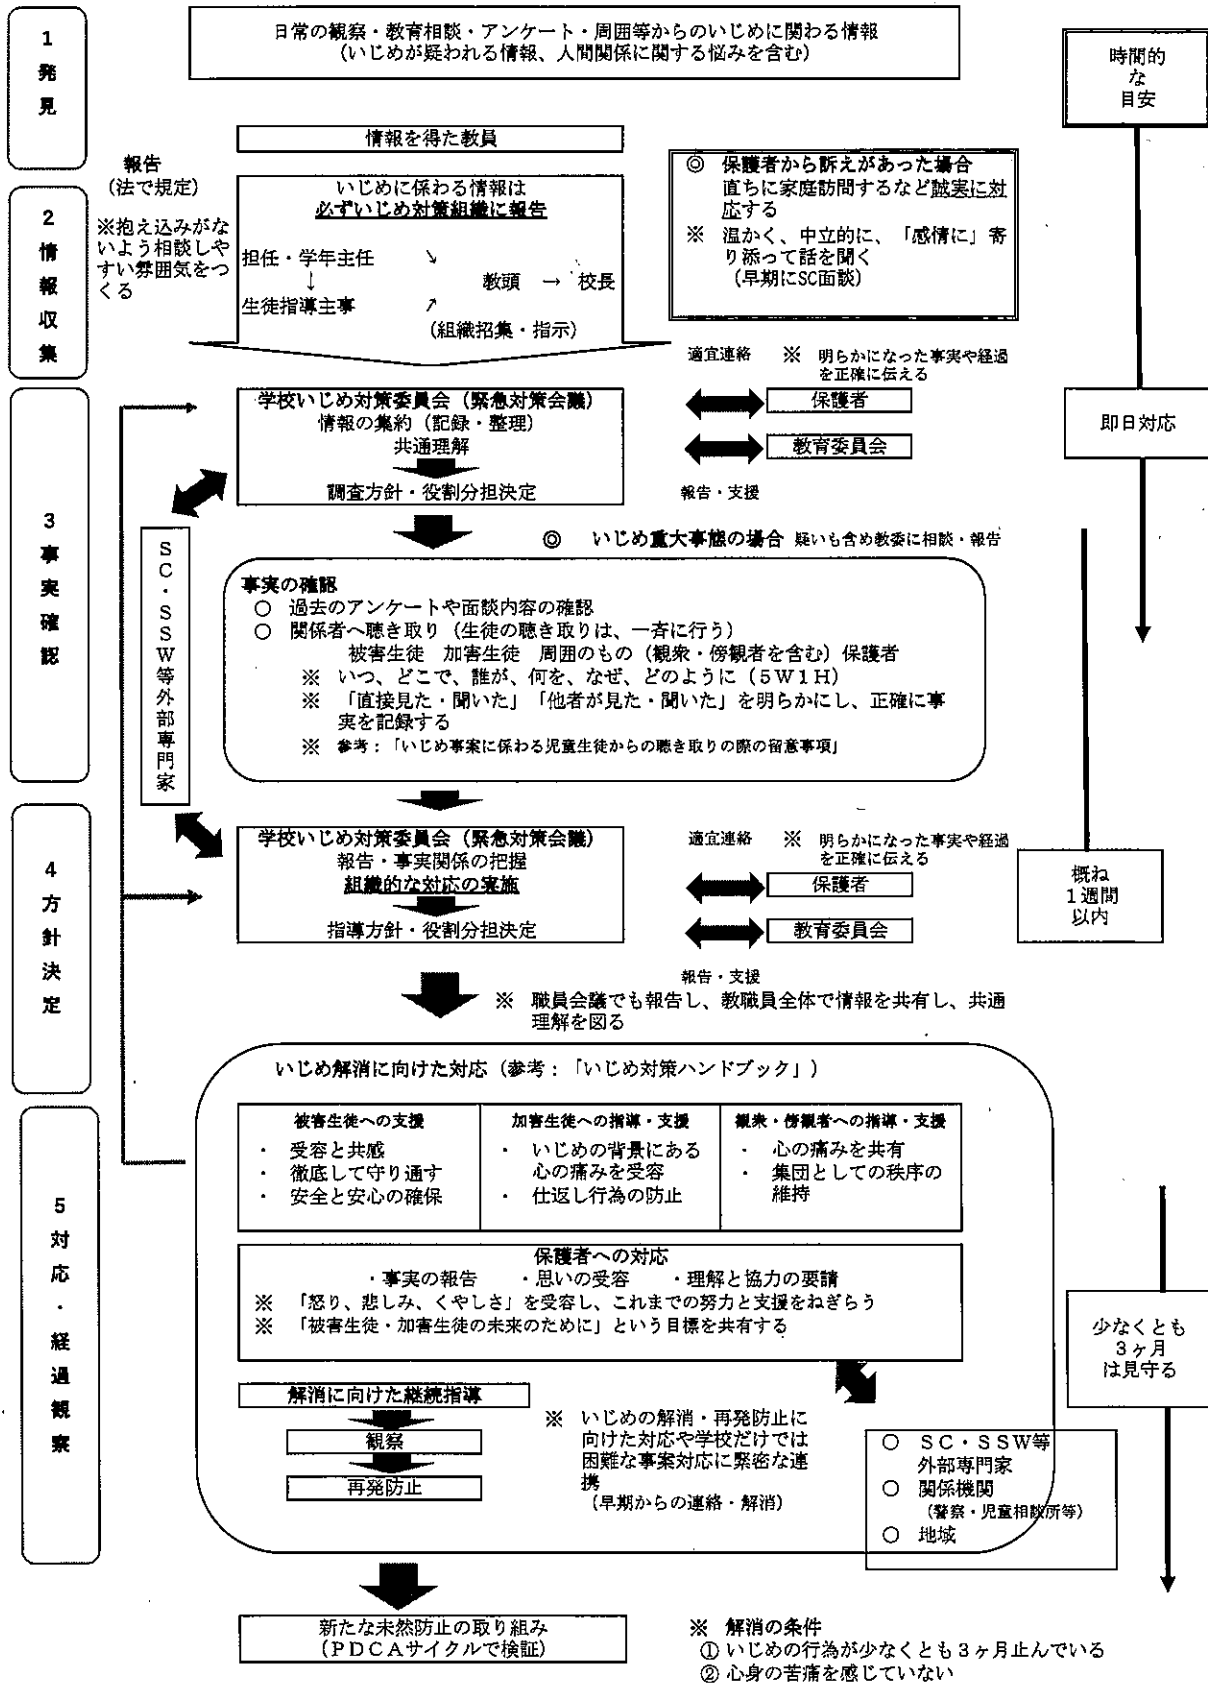 1
発
見
日常の観察・教育相談・アンケート・周囲等からのいじめに関わる情報
（いじめが疑われる情報、人間関係に関する悩みを含む）
時間的
な
目安
情報を得た教員
報告
（法で規定）
※抱え込みがな
いよう相談しや
すい雰囲気をつ
くる
2
情
報
収
集
いじめに係わる情報は
必ずいじめ対策組織に報告
担任・学年主任　↘
↓　教頭　→　校長
生徒指導主事　↗
（組織招集・指示）
◎　保護者から訴えがあった場合
直ちに家庭訪問するなど誠実に対
応する
※　温かく、中立的に、「感情に」寄
り添って話を聞く
（早期にSC面談）
適宜連絡　※　明らかになった事実や経過
を正確に伝える
3
事
実
確
認
学校いじめ対策委員会（緊急対策会議）
情報の集約（記録・整理）
共通理解
調査方針・役割分担決定
保護者
教育委員会
報告・支援
即日対応
◎　いじめ重大事態の場合　疑いも含め教委に相談・報告
SC・SSW等外部専門家
事実の確認
○　過去のアンケートや面談内容の確認
○　関係者へ聴き取り（生徒の聴き取りは、一斉に行う）
被害生徒　加害生徒　周囲のもの（観衆・傍観者を含む）保護者
※　いつ、どこで、誰が、何を、なぜ、どのように（５Ｗ１Ｈ）
※　「直接見た・聞いた」「他者が見た・聞いた」を明らかにし、正確に事
実を記録する
※　参考：「いじめ事案に係わる児童生徒からの聴き取りの際の留意事項」
4
方
針
決
定
学校いじめ対策委員会（緊急対策会議）
報告・事実関係の把握
組織的な対応の実施
指導方針・役割分担決定
適宜連絡　※　明らかになった事実や経過
を正確に伝える
保護者
教育委員会
報告・支援
概ね
１週間
以内
※　職員会議でも報告し、教職員全体で情報を共有し、共通
理解を図る
5
対
応
・
経
過
観
察
いじめ解消に向けた対応（参考：「いじめ対策ハンドブック」）
被害生徒への支援
・　受容と共感
・　徹底して守り通す
・　安全と安心の確保
加害生徒への指導・支援
・　いじめの背景にある
心の痛みを受容
・　仕返し行為の防止
観衆・傍観者への指導・支援
・　心の痛みを共有
・　集団としての秩序の
維持
保護者への対応
・事実の報告　・思いの受容　・理解と協力の要請
※　「怒り、悲しみ、くやしさ」を受容し、これまでの努力と支援をねぎらう
※　「被害生徒・加害生徒の未来のために」という目標を共有する
少なくとも
３ヶ月
は見守る
解消に向けた継続指導
観察
再発防止
※　いじめの解消・再発防止に
向けた対応や学校だけでは
困難な事案対応に緊密な連
携
（早期からの連絡・解消）
○　ＳＣ・ＳＳＷ等
外部専門家
○　関係機関
（警察・児童相談所等）
○　地域
新たな未然防止の取り組み
（ＰＤＣＡサイクルで検証）
※　解消の条件
① いじめの行為が少なくとも３ヶ月止んでいる
② 心身の苦痛を感じていない